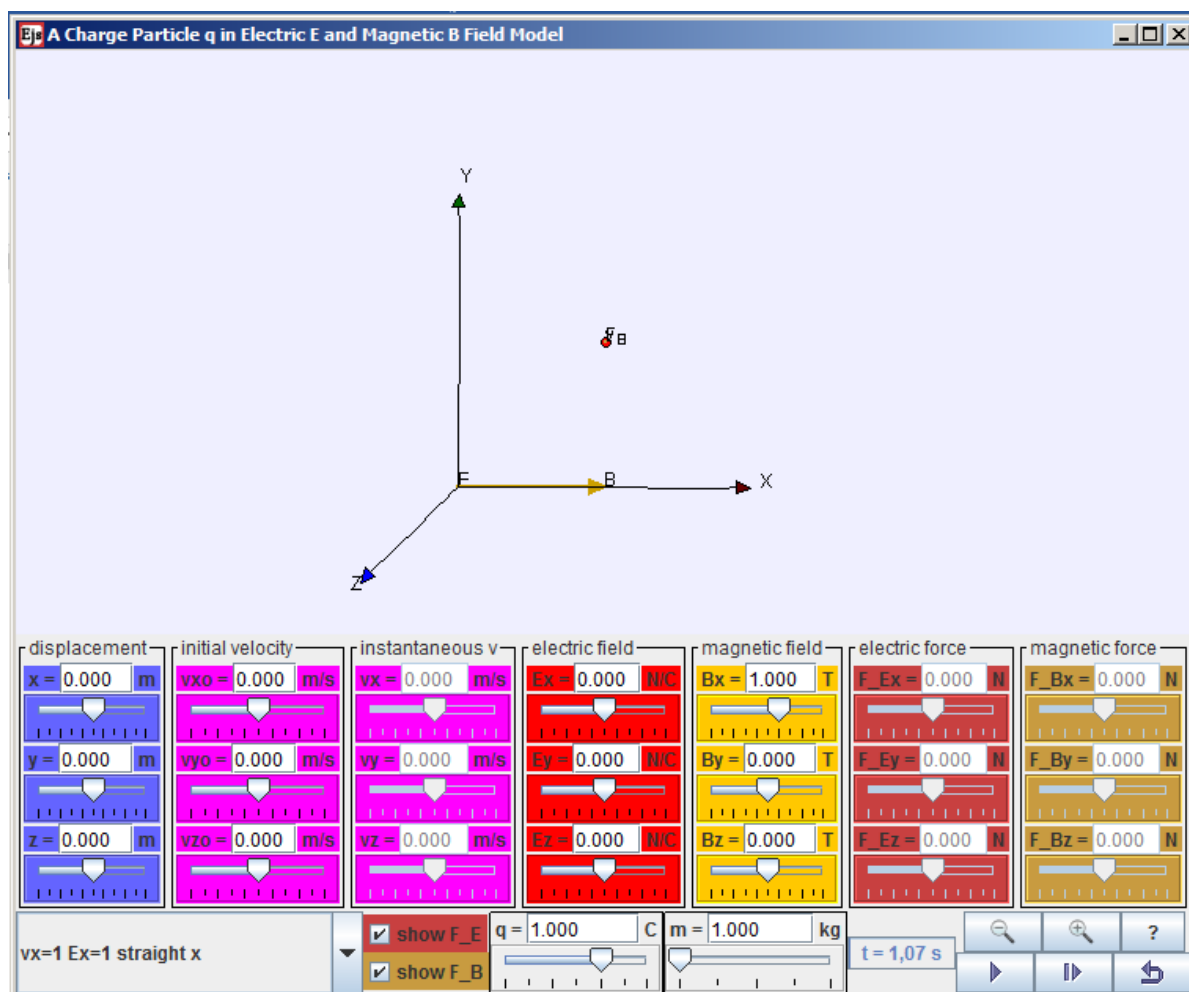 Ejs A Charge Particle q in Electric E and Magnetic B Field Model
Y
B
E B X
Z
displacement initial velocity instantaneous v electric field magnetic field electric force magnetic force
x = 0.000 m vxo = 0.000 m/s vx = 0.000 m/s Ex = 0.000 N/C Bx = 1.000 T F_Ex = 0.000 N F_Bx = 0.000 N
y = 0.000 m vyo = 0.000 m/s vy = 0.000 m/s Ey = 0.000 N/C By = 0.000 T F_Ey = 0.000 N F_By = 0.000 N
z = 0.000 m vzo = 0.000 m/s vz = 0.000 m/s Ez = 0.000 N/C Bz = 0.000 T F_Ez = 0.000 N F_Bz = 0.000 N
vx=1 Ex=1 straight x
show F_E
show F_B
q = 1.000 C m = 1.000 kg
t = 1,07 s
?